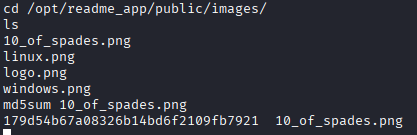 cd /opt/readme_app/public/images/
ls
10_of_spades.png
linux.png
logo.png
windows.png
md5sum 10_of_spades.png
179d54b67a08326b14bd6f2109fb7921  10_of_spades.png